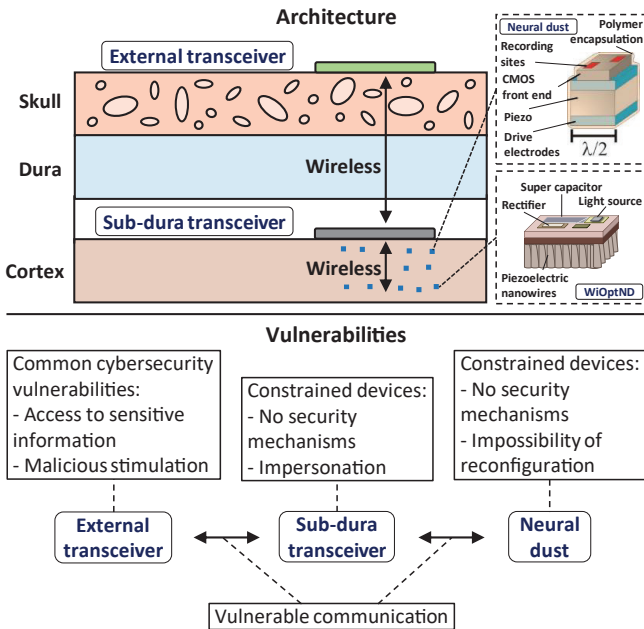 Architecture
External transceiver
Skull
Dura
Wireless
Sub-dura transceiver
Cortex
Wireless
Neural dust
Polymer
encapsulation
Recording
sites
CMOS
front end
Piezo
Drive
electrodes
λ/2
Super capacitor
Rectifier
Light source
Piezoelectric
nanowires
WiOptND
Vulnerabilities
Common cybersecurity
vulnerabilities:
- Access to sensitive
information
- Malicious stimulation
Constrained devices:
- No security
mechanisms
- Impersonation
Constrained devices:
- No security
mechanisms
- Impossibility of
reconfiguration
External
transceiver
Sub-dura
transceiver
Neural
dust
Vulnerable communication